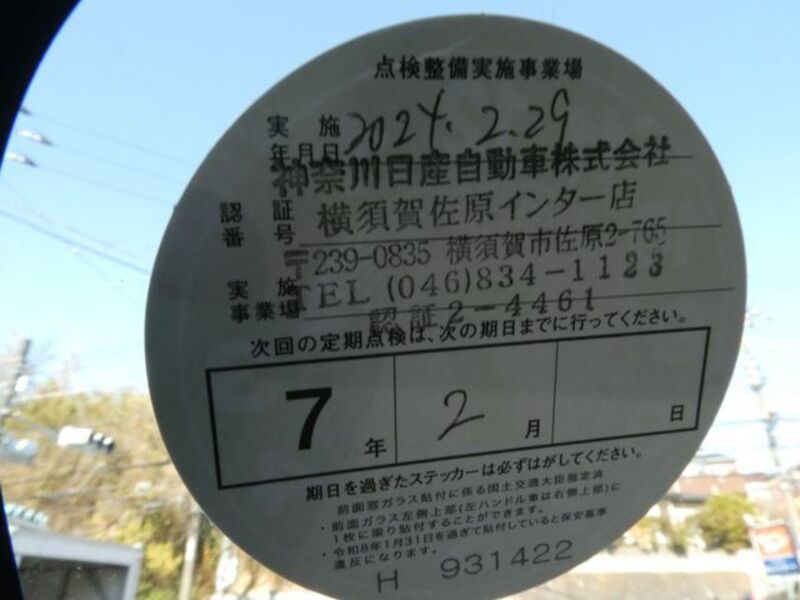 点検整備実施事業場
実施
年月日 2024.2.29
神奈川日産自動車株式会社
認証
番号
横須賀佐原インター店
〒239-0835 横須賀市佐原2-765
実施
事業場
TEL (046)834-1123
認証2-4461
次回の定期点検は、次の期日までに行ってください。
7年 2月 日
期日を過ぎたステッカーは必ずはがしてください。
前面窓ガラス貼付に係る国土交通大臣指定済
・前面ガラス左側上部(左ハンドル車は右側上部)に
1枚に限り貼付することができます。
・令和8年1月31日を過ぎて貼付していると保安基準
違反になります。
H 931422